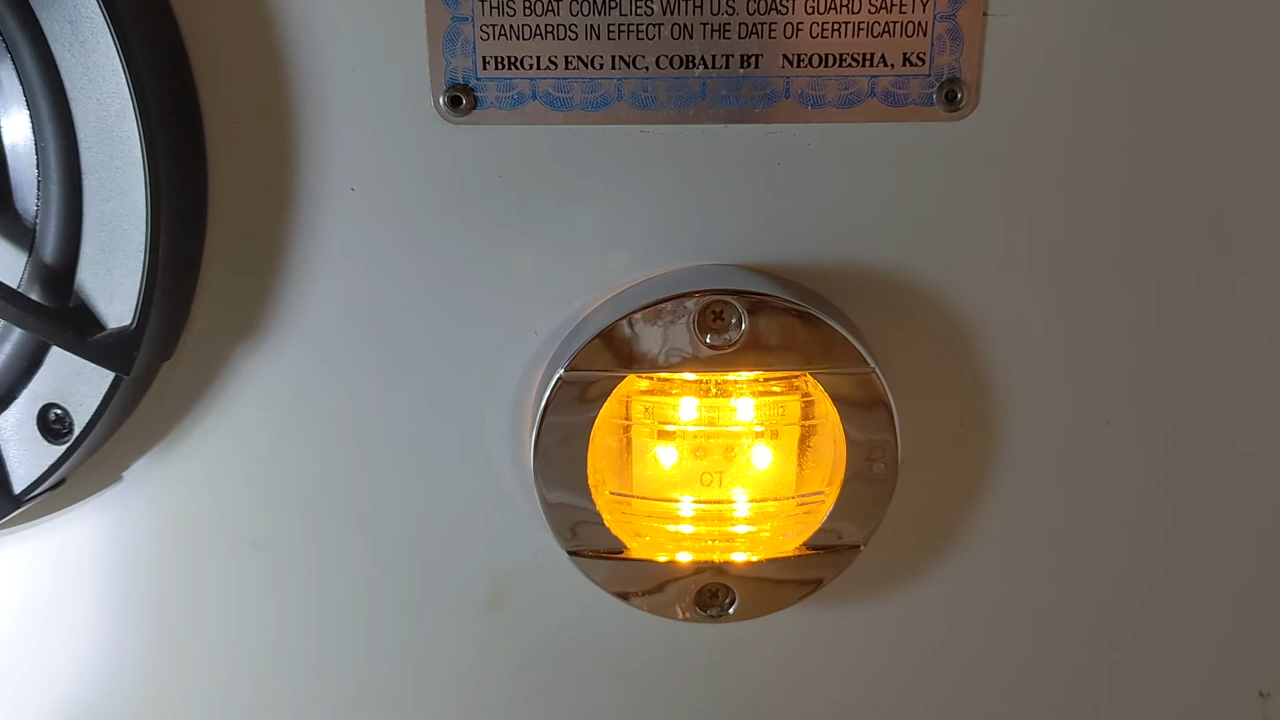 THIS BOAT COMPLIES WITH U.S. COAST GUARD SAFETY
STANDARDS IN EFFECT ON THE DATE OF CERTIFICATION
FBRGLS ENG INC, COBALT BT NEODESHA, KS
OT